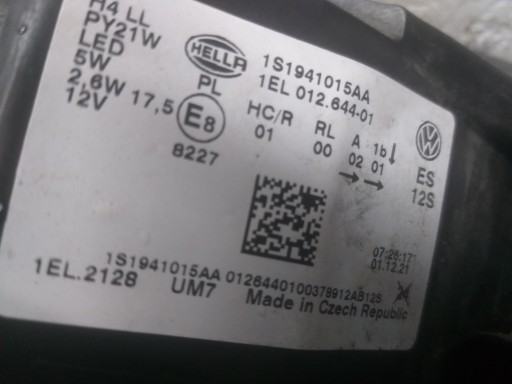 H4 LL
PY21W
LED
5W
2,6W
12V
HELLA
1S1941015AA
1EL 012.644-01
PL
17,5 E8
8227
HC/R RL A 1b
01 00 02 01
ES
12S
07:26:17
01.12.21
1S1941015AA 0126440100378912AB12S
1EL.2128 UM7 Made in Czech Republic